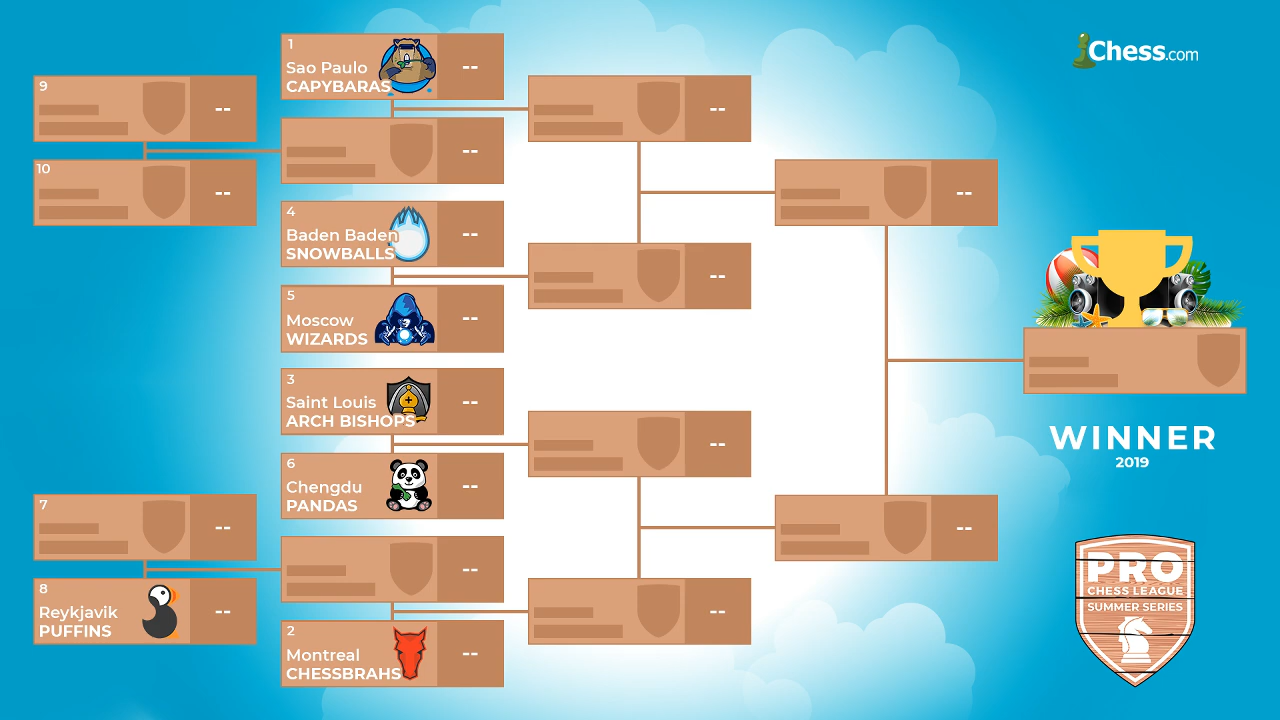 Chess.com
9
--
10
--
1
Sao Paulo
CAPYBARAS
--
--
4
Baden Baden
SNOWBALLS
--
5
Moscow
WIZARDS
--
3
Saint Louis
ARCH BISHOPS
--
6
Chengdu
PANDAS
--
7
--
8
Reykjavik
PUFFINS
--
--
2
Montreal
CHESSBRAHS
--
--
--
--
--
--
--
WINNER
2019
PRO
CHESS LEAGUE
SUMMER SERIES